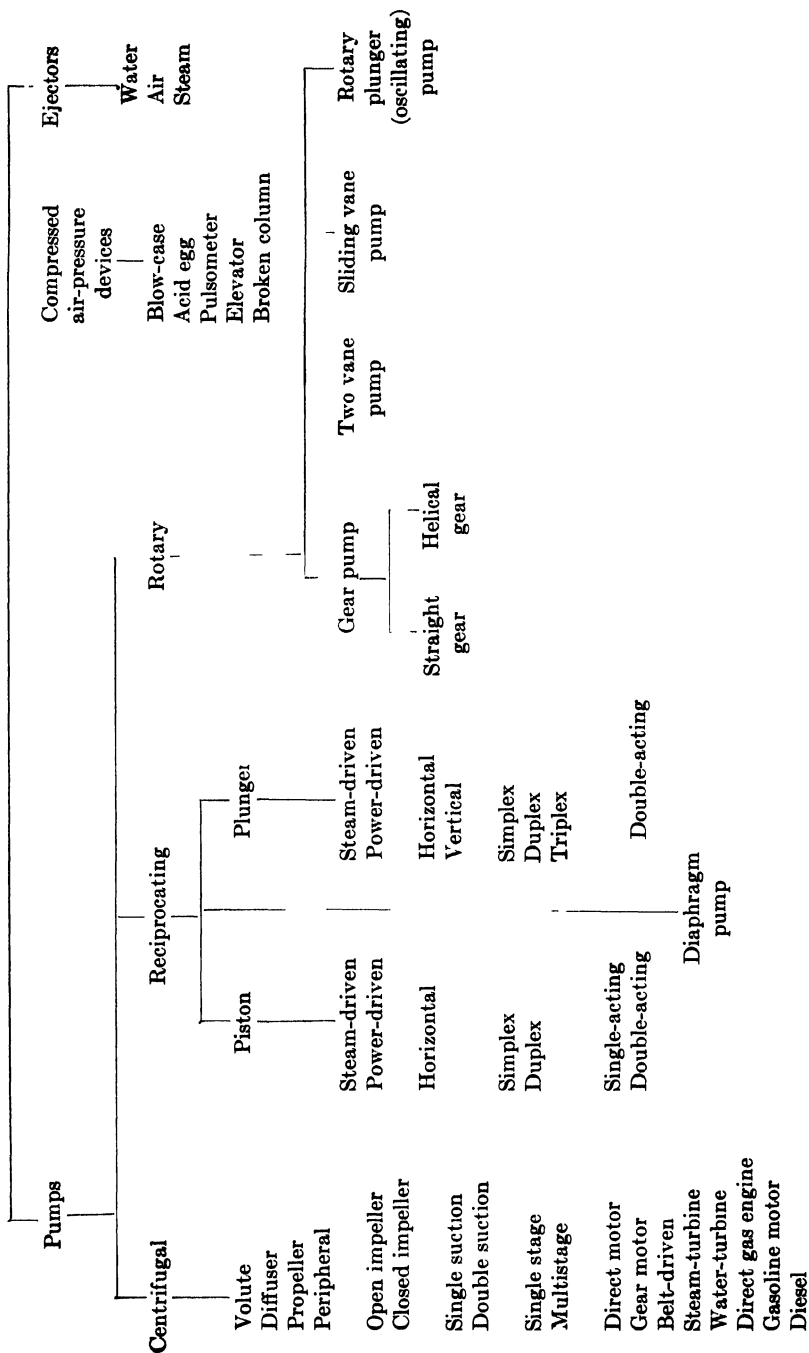 Pumps
Ejectors
Water
Air
Steam
Compressed
air-pressure
devices
Blow-case
Acid egg
Pulsometer
Elevator
Broken column
Centrifugal
Volute
Diffuser
Propeller
Peripheral
Open impeller
Closed impeller
Single suction
Double suction
Single stage
Multistage
Direct motor
Gear motor
Belt-driven
Steam-turbine
Water-turbine
Direct gas engine
Gasoline motor
Diesel
Reciprocating
Piston
Steam-driven
Power-driven
Horizontal
Simplex
Duplex
Single-acting
Double-acting
Diaphragm
pump
Plunger
Steam-driven
Power-driven
Horizontal
Vertical
Simplex
Duplex
Triplex
Double-acting
Rotary
Gear pump
Straight
gear
Helical
gear
Two vane
pump
Sliding vane
pump
Rotary
plunger
(oscillating)
pump